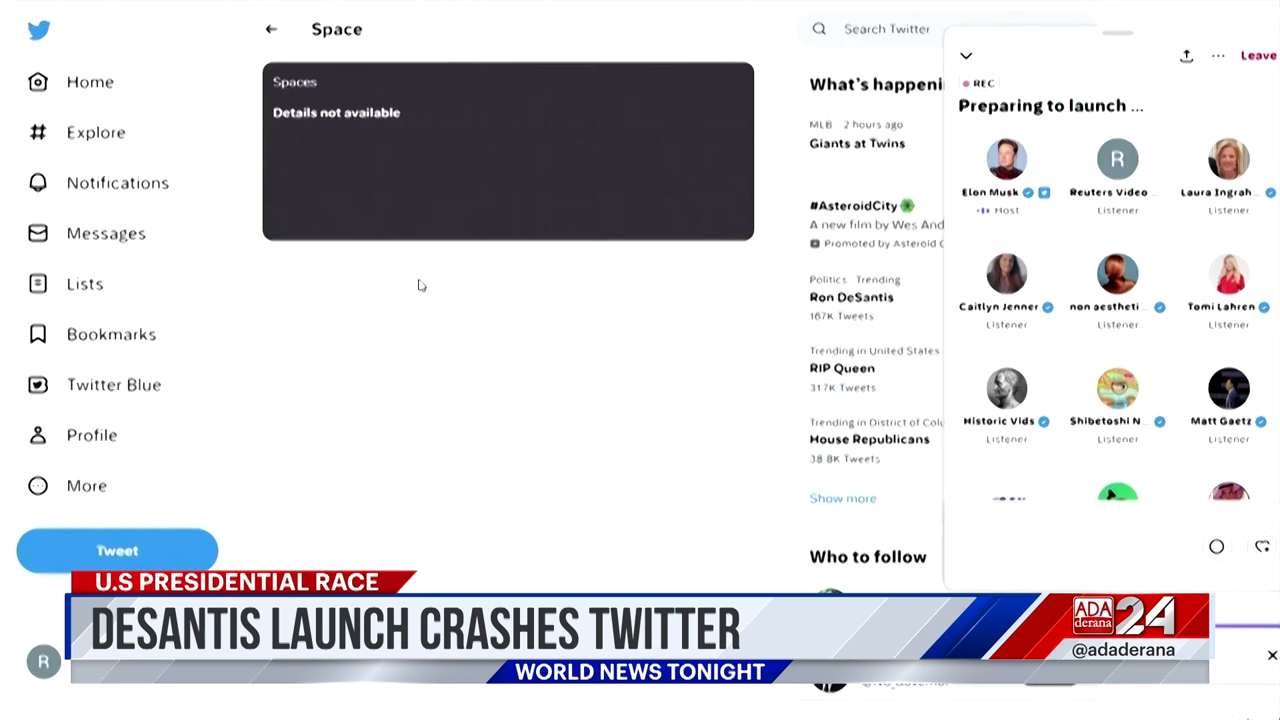 Space
Search Twitter
Home
Explore
Notifications
Messages
Lists
Bookmarks
Twitter Blue
Profile
More
Tweet
R
Spaces
Details not available
What's happeni
MLB 2 hours ago
Giants at Twins
#AsteroidCity
A new film by Wes And
Promoted by Asteroid C
Politics Trending
Ron DeSantis
167K Tweets
Trending in United States
RIP Queen
317K Tweets
Trending in District of Colu
House Republicans
38 8K Tweets
Show more
Who to follow
... Leave
REC
Preparing to launch ...
R
Elon Musk
Reuters Video
Laura Ingrah...
Host
Listener
Listener
Caitlyn Jenner
non aestheti...
Tomi Lahren
Listener
Listener
Listener
Historic Vids
Shibetoshi N...
Matt Gaetz
Listener
Listener
Listener
U.S PRESIDENTIAL RACE
DESANTIS LAUNCH CRASHES TWITTER
ADA
derana
24
@adaderana
WORLD NEWS TONIGHT